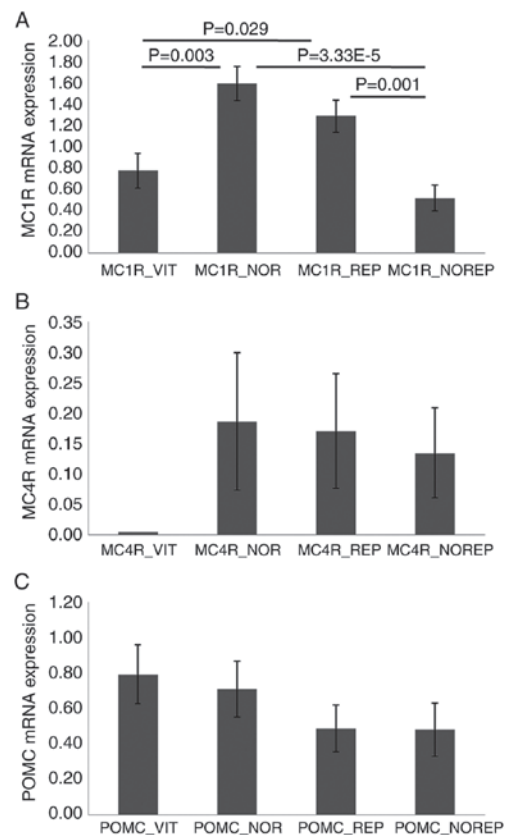 A
P=0.029
P=0.003
P=3.33E-5
P=0.001
MC1R mRNA expression
2.00
1.80
1.60
1.40
1.20
1.00
0.80
0.60
0.40
0.20
0.00
MC1R_VIT MC1R_NOR MC1R_REP MC1R_NOREP
B
MC4R mRNA expression
0.35
0.30
0.25
0.20
0.15
0.10
0.05
0.00
MC4R_VIT MC4R_NOR MC4R_REP MC4R_NOREP
C
POMC mRNA expression
1.20
1.00
0.80
0.60
0.40
0.20
0.00
POMC_VIT POMC_NOR POMC_REP POMC_NOREP